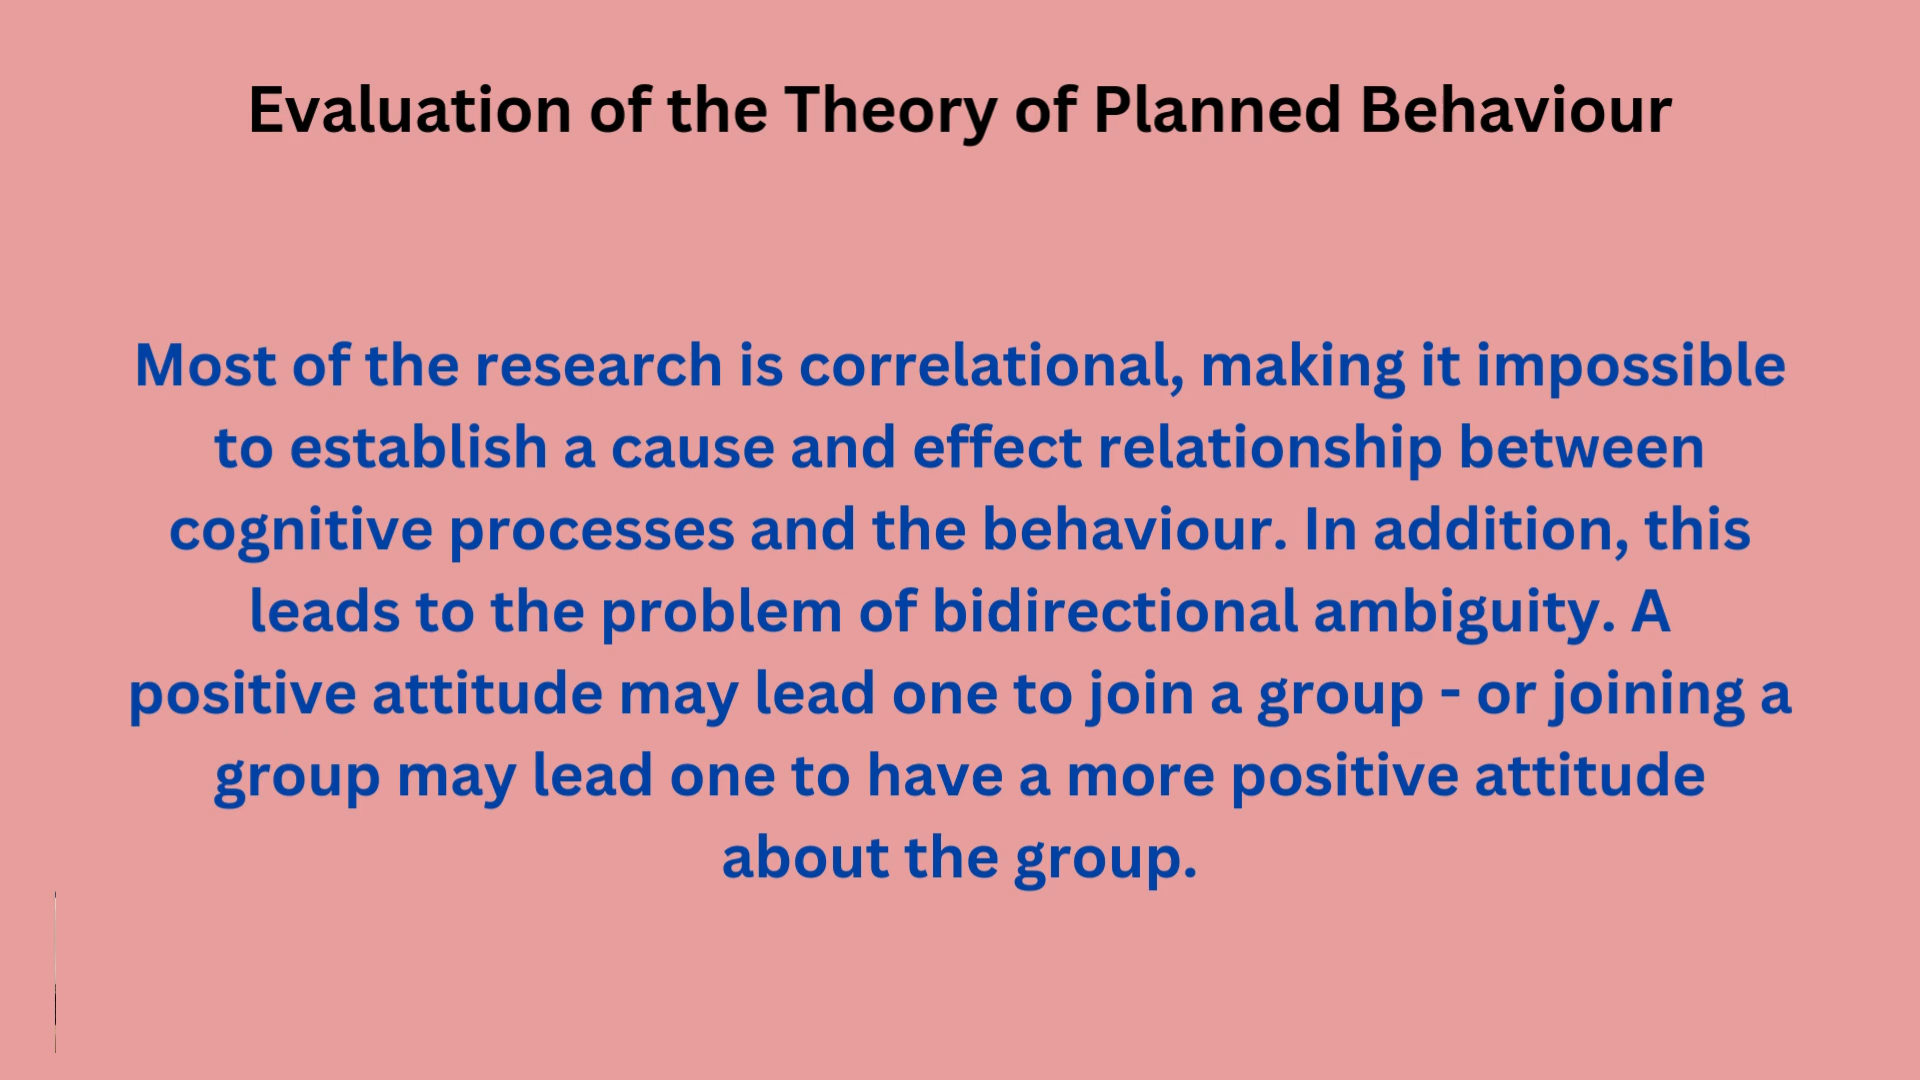 Evaluation of the Theory of Planned Behaviour
Most of the research is correlational, making it impossible
to establish a cause and effect relationship between
cognitive processes and the behaviour. In addition, this
leads to the problem of bidirectional ambiguity. A
positive attitude may lead one to join a group - or joining a
group may lead one to have a more positive attitude
about the group.